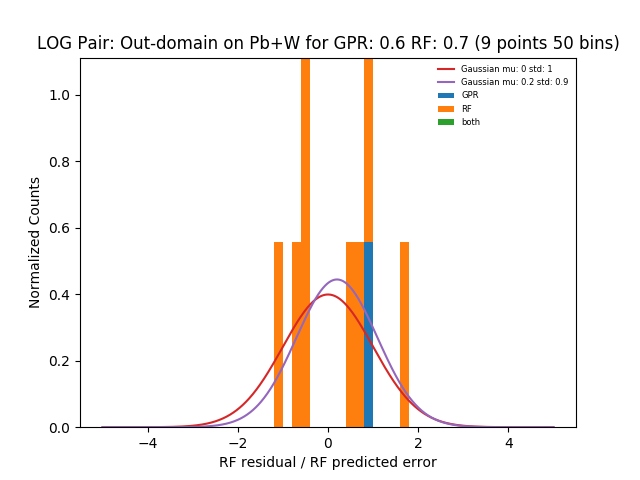 LOG Pair: Out-domain on Pb+W for GPR: 0.6 RF: 0.7 (9 points 50 bins)
Gaussian mu: 0 std: 1
Gaussian mu: 0.2 std: 0.9
GPR
RF
both
Normalized Counts
1.0
0.8
0.6
0.4
0.2
0.0
−4
−2
0
2
4
RF residual / RF predicted error